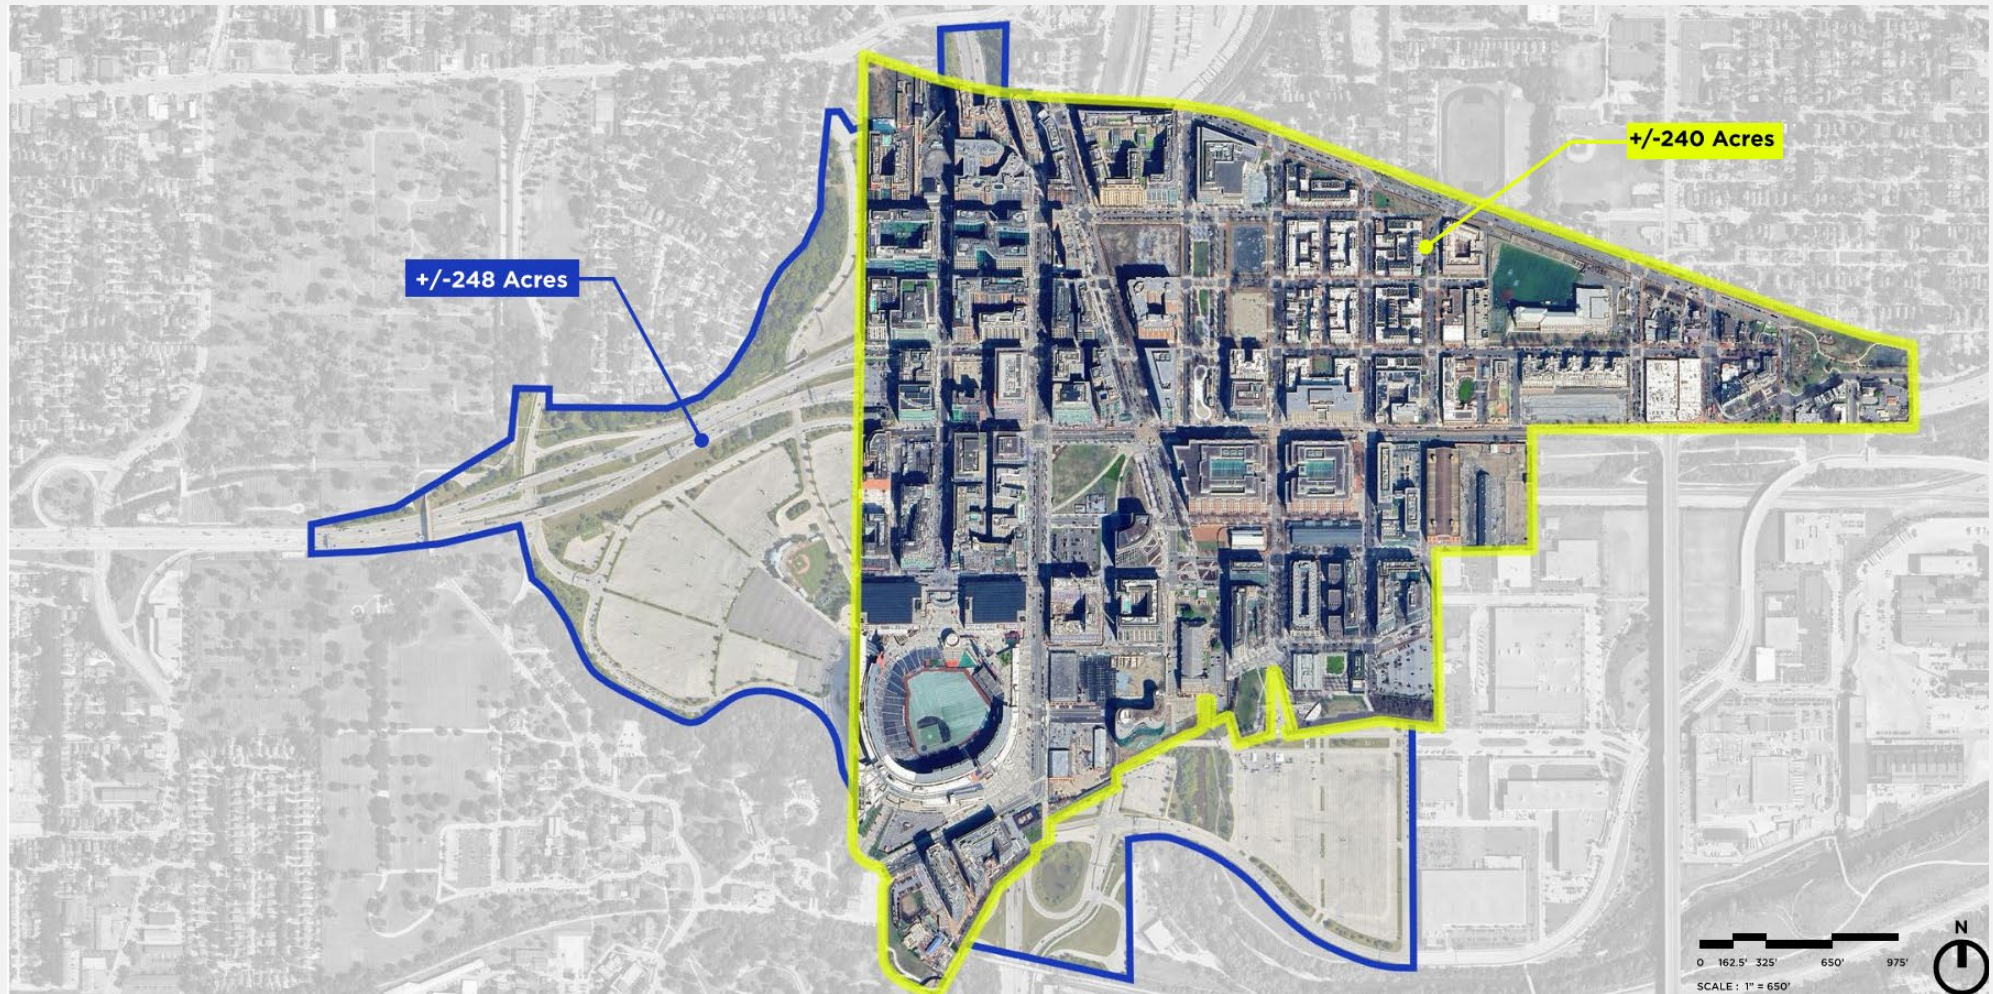 +/-240 Acres
+/-248 Acres
N
0 162.5' 325' 650' 975'
SCALE : 1" = 650'